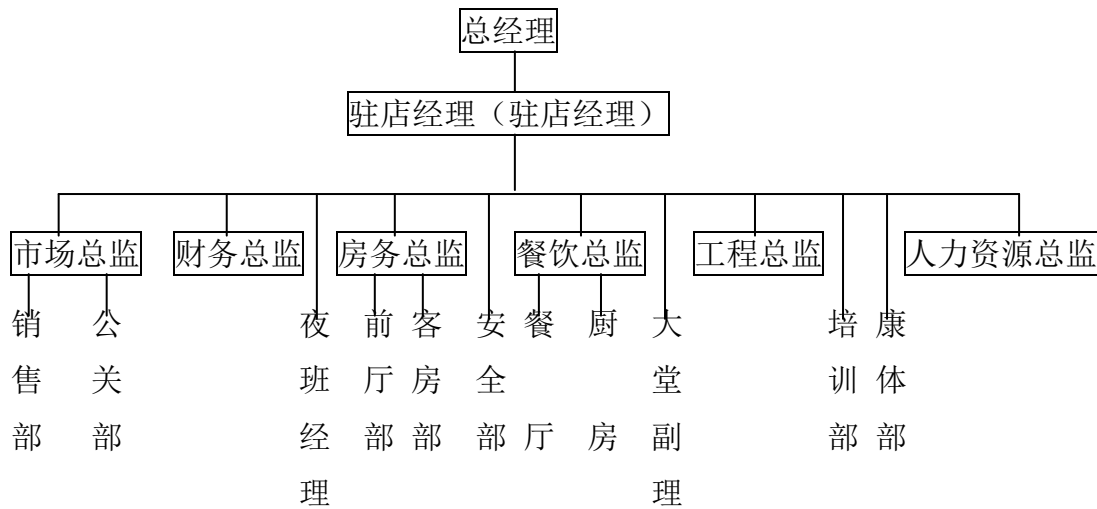 总经理
驻店经理（驻店经理）
市场总监
财务总监
房务总监
餐饮总监
工程总监
人力资源总监
销售部
公关部
夜班经理
前厅部
客房部
安全部
餐厅
厨房
大堂副理
培训部
康体部